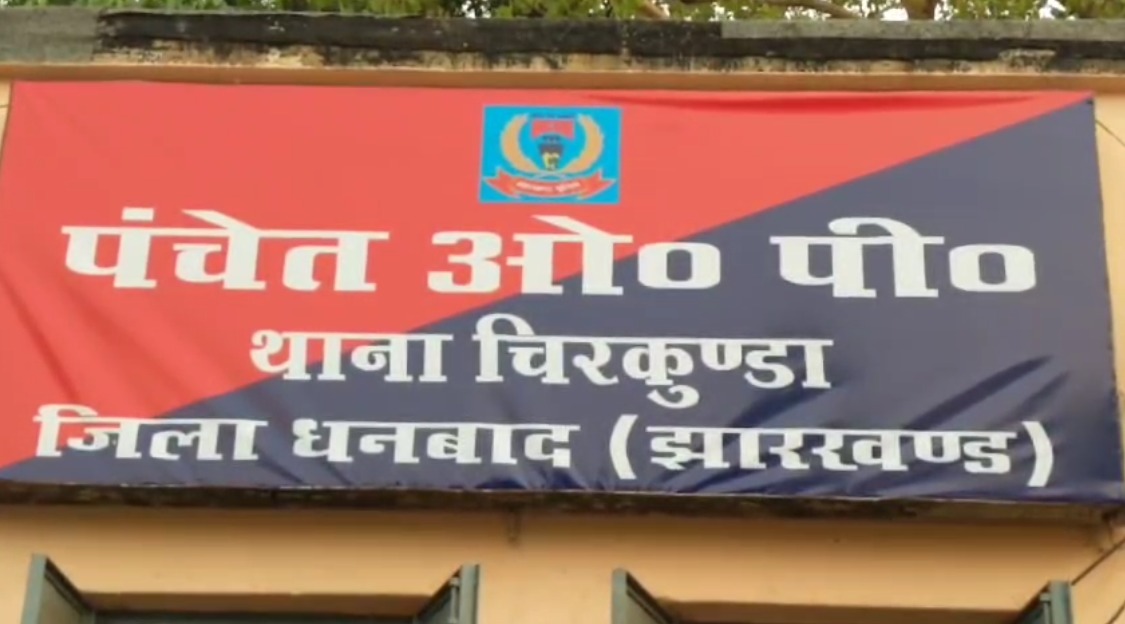 पंचेत ओ० पी०
थाना चिरकुण्डा
जिला धनबाद (झारखण्ड)